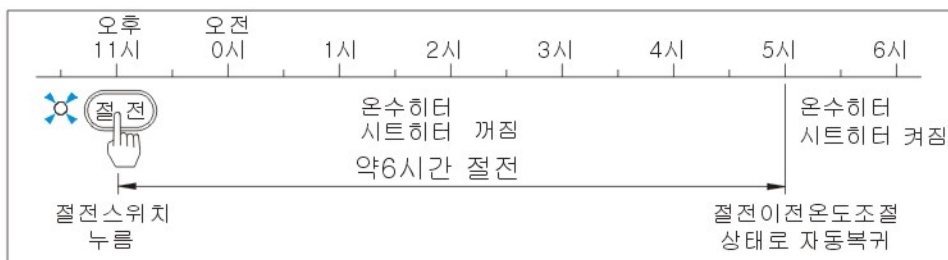 오후 오전
11시 0시 1시 2시 3시 4시 5시 6시
절 전
온수히터 온수히터
시트히터 꺼짐 시트히터 켜짐
약6시간 절전
절전스위치 절전이전온도조절
누름 상태로 자동복귀